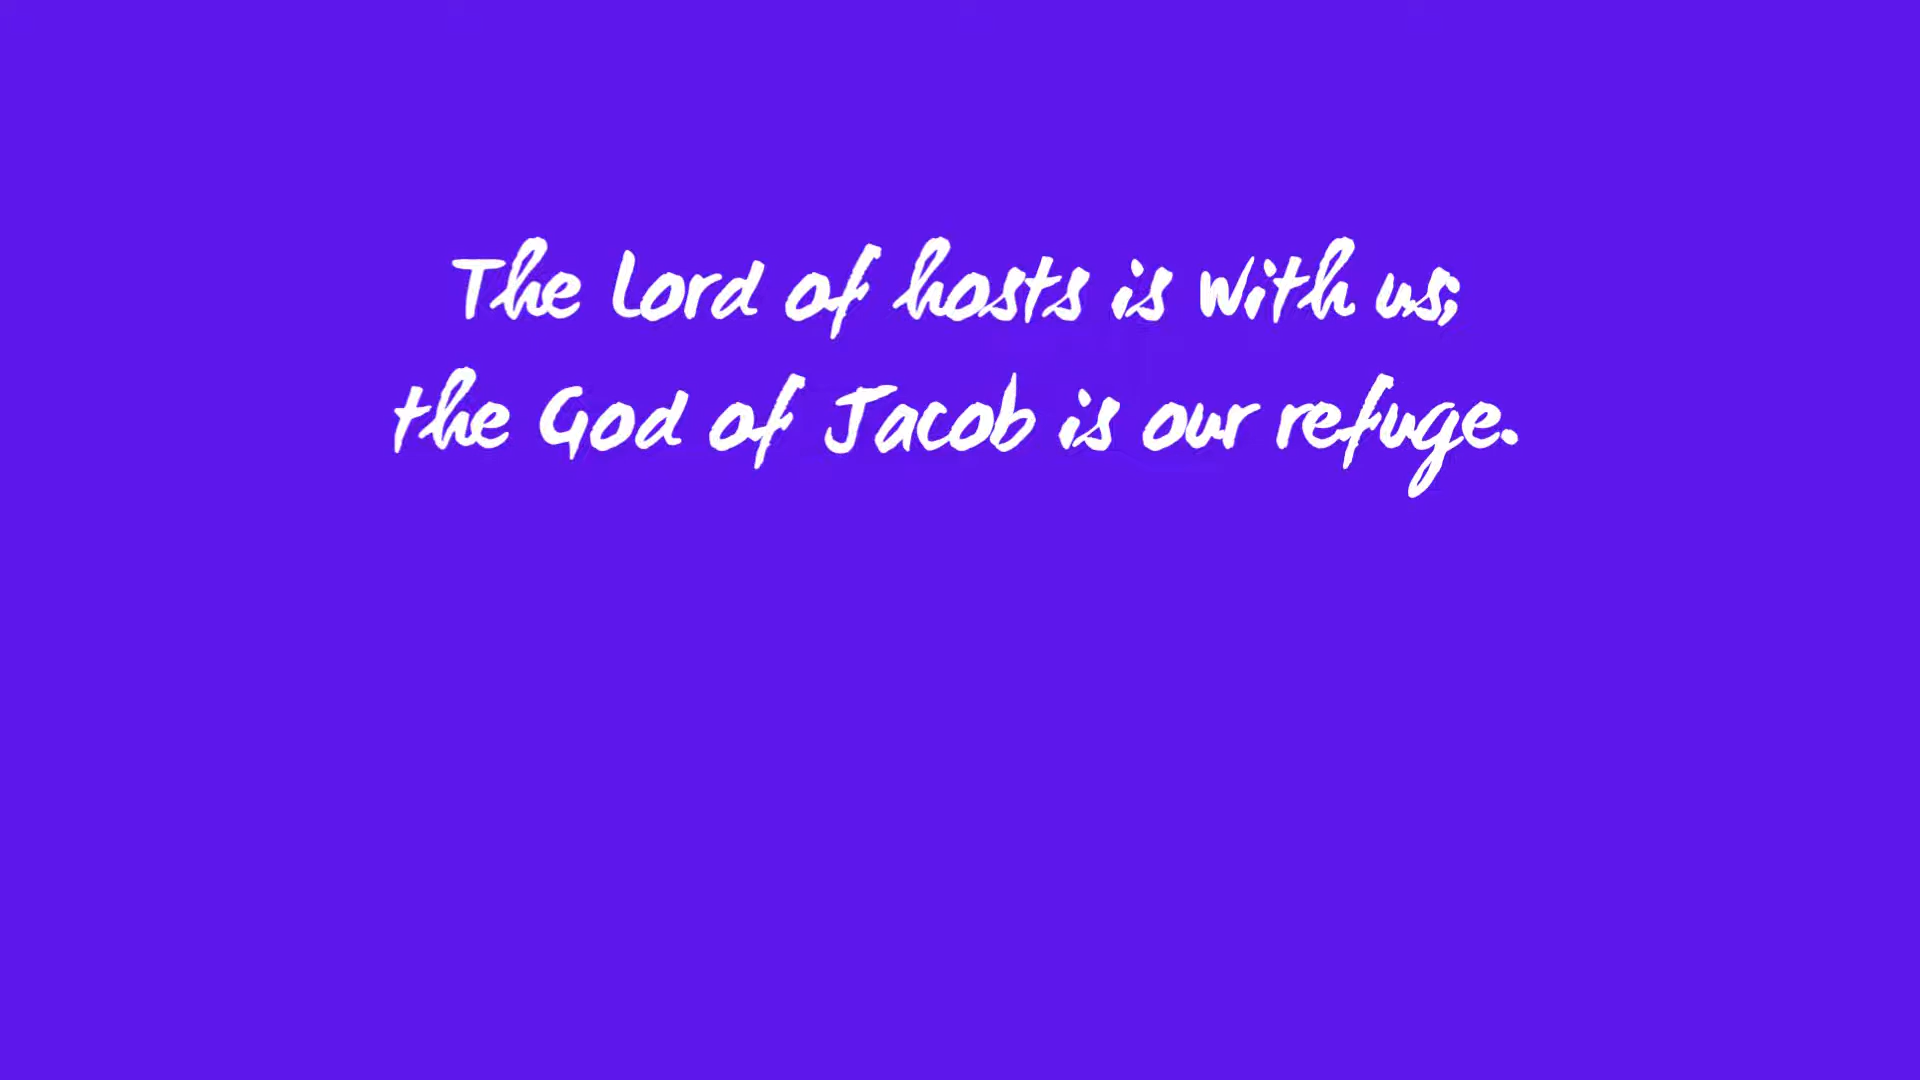 The Lord of hosts is with us;
the God of Jacob is our refuge.